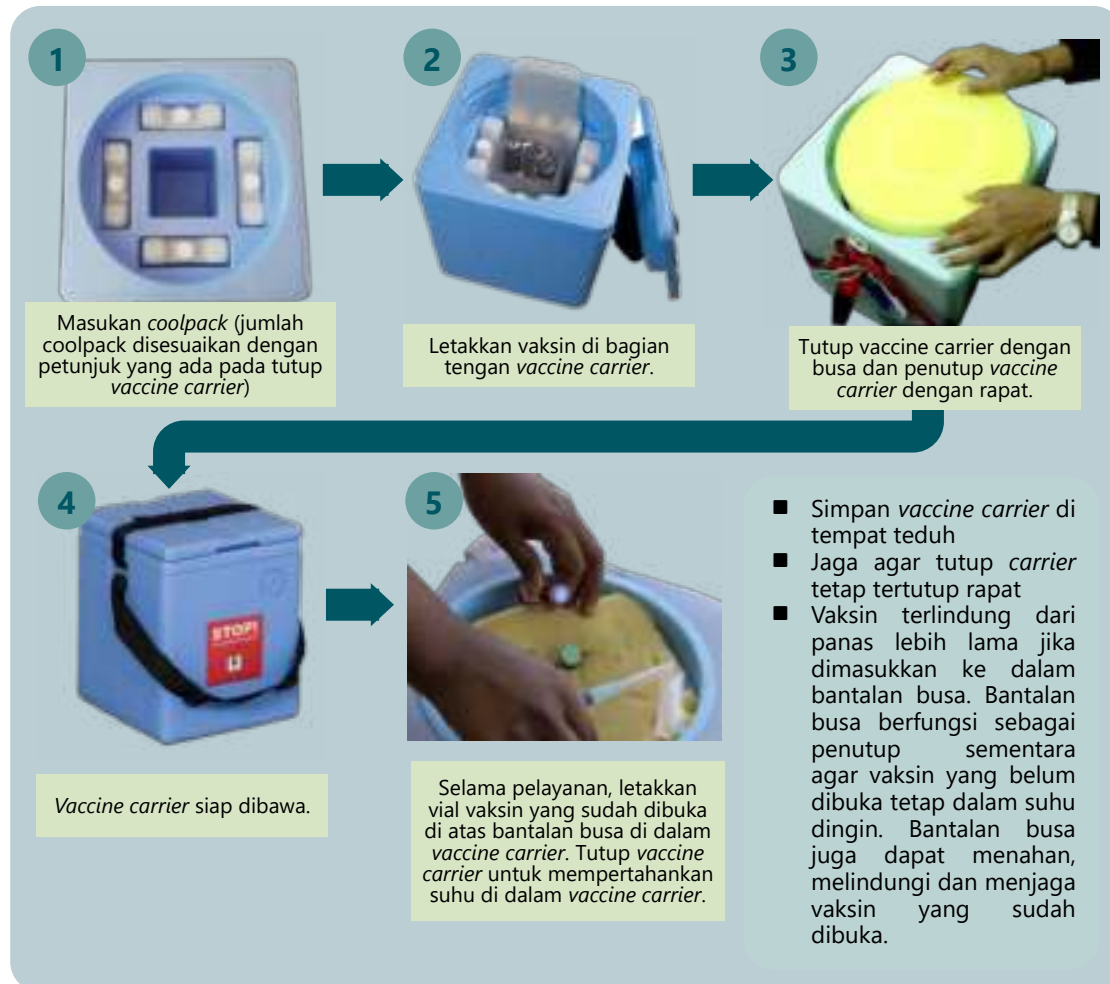 1
2
3
Masukan coolpack (jumlah
coolpack disesuaikan dengan
petunjuk yang ada pada tutup
vaccine carrier)
Letakkan vaksin di bagian
tengan vaccine carrier.
Tutup vaccine carrier dengan
busa dan penutup vaccine
carrier dengan rapat.
4
STOP!
Vaccine carrier siap dibawa.
5
Selama pelayanan, letakkan
vial vaksin yang sudah dibuka
di atas bantalan busa di dalam
vaccine carrier. Tutup vaccine
carrier untuk mempertahankan
suhu di dalam vaccine carrier.
■ Simpan vaccine carrier di
tempat teduh
■ Jaga agar tutup carrier
tetap tertutup rapat
■ Vaksin terlindung dari
panas lebih lama jika
dimasukkan ke dalam
bantalan busa. Bantalan
busa berfungsi sebagai
penutup sementara
agar vaksin yang belum
dibuka tetap dalam suhu
dingin. Bantalan busa
juga dapat menahan,
melindungi dan menjaga
vaksin yang sudah
dibuka.